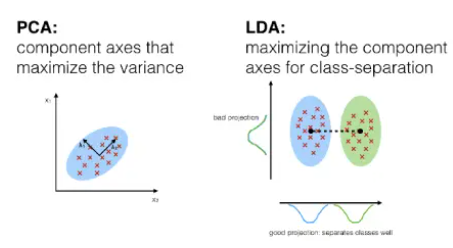 PCA:
component axes that
maximize the variance
LDA:
maximizing the component
axes for class-separation
x₁
x₂
bad projection
good projection: separates classes well